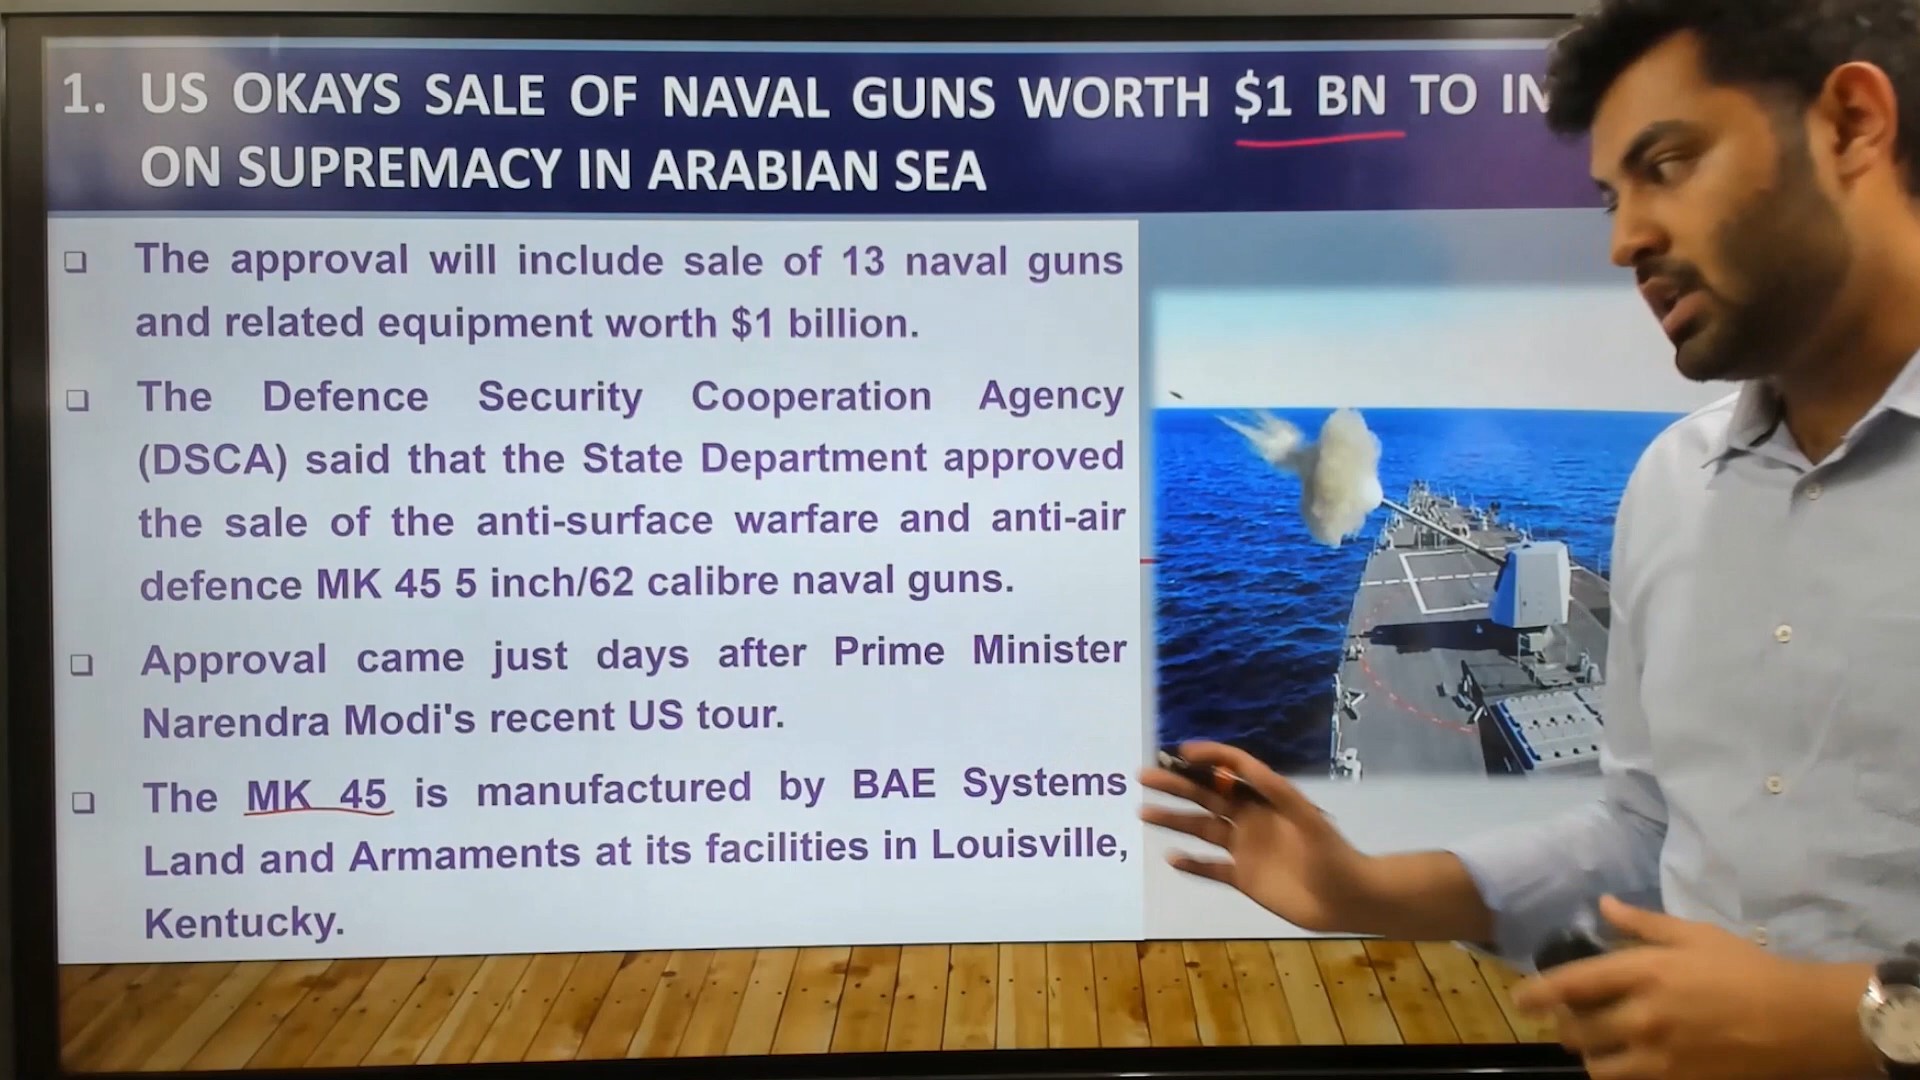 1. US OKAYS SALE OF NAVAL GUNS WORTH $1 BN TO
ON SUPREMACY IN ARABIAN SEA
❑ The approval will include sale of 13 naval guns
and related equipment worth $1 billion.
❑ The Defence Security Cooperation Agency
(DSCA) said that the State Department approved
the sale of the anti-surface warfare and anti-air
defence MK 45 5 inch/62 calibre naval guns.
❑ Approval came just days after Prime Minister
Narendra Modi's recent US tour.
❑ The MK 45 is manufactured by BAE Systems
Land and Armaments at its facilities in Louisville,
Kentucky.